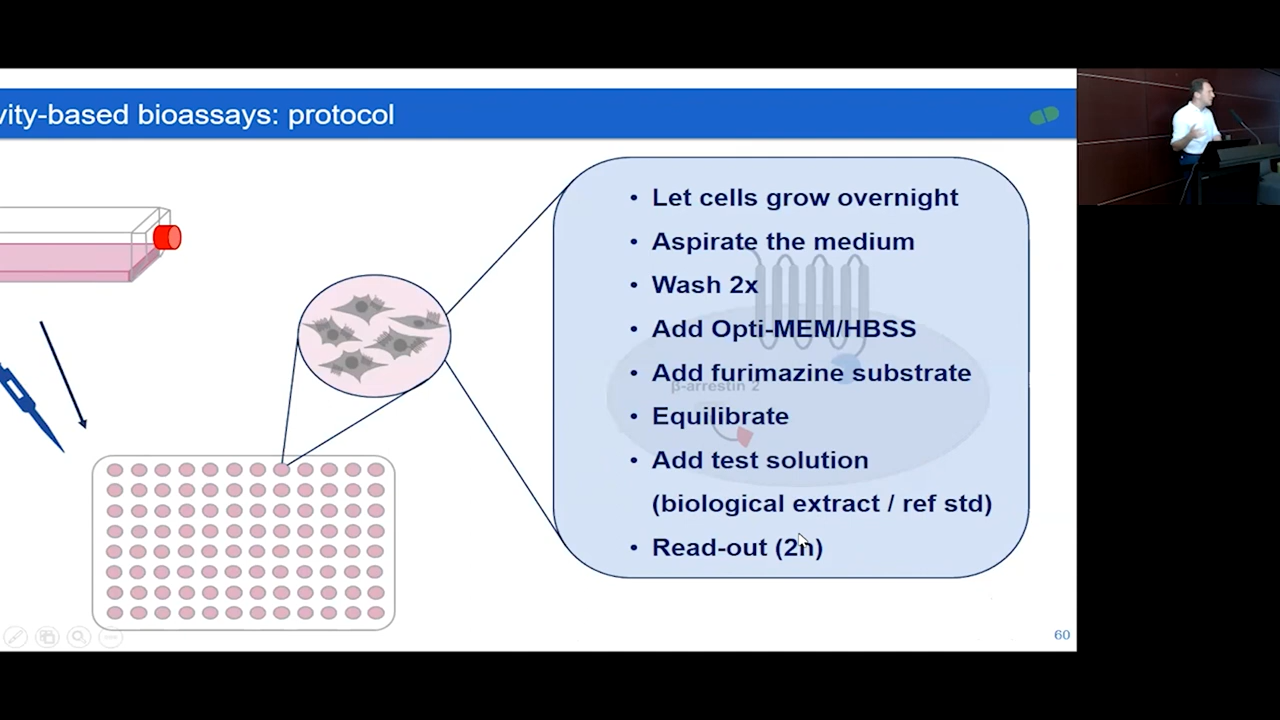 vity-based bioassays: protocol
• Let cells grow overnight
• Aspirate the medium
• Wash 2x
• Add Opti-MEM/HBSS
• Add furimazine substrate
β-arrestin 2
• Equilibrate
• Add test solution
(biological extract / ref std)
• Read-out (2h)
60